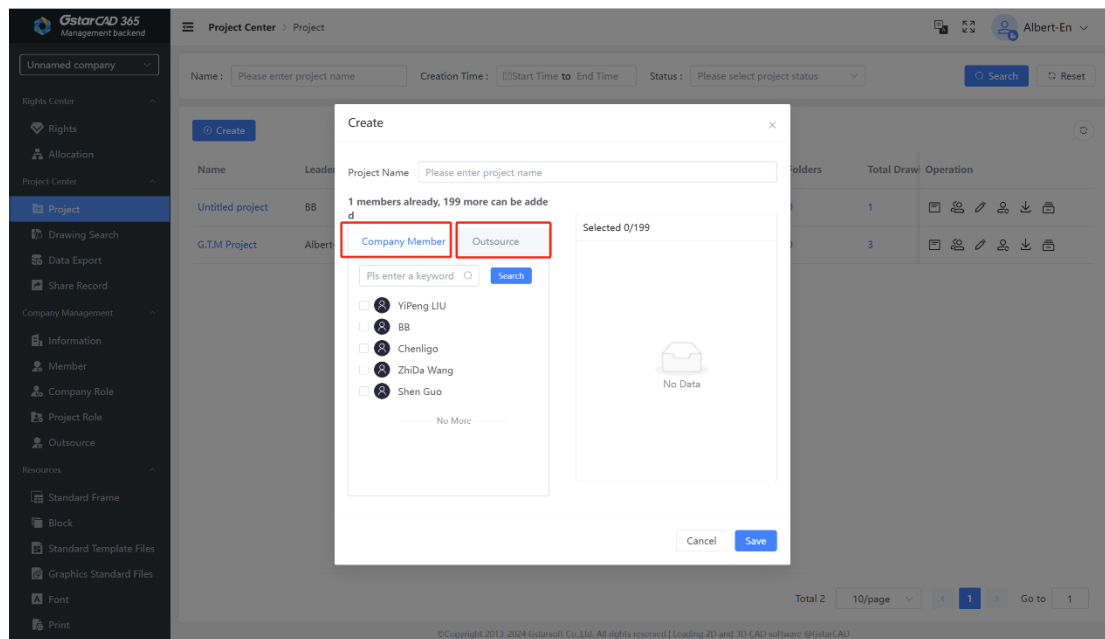 GstarCAD 365
Management backend
Project Center > Project
Albert-En
Unnamed company
Name : Please enter project name Creation Time : Start Time to End Time Status : Please select project status Search Reset
Rights Center
Rights
Allocation
Project Center
Project
Drawing Search
Data Export
Share Record
Company Management
Information
Member
Company Role
Project Role
Outsource
Resources
Standard Frame
Block
Standard Template Files
Graphics Standard Files
Font
Print
Create
Name Leader Folders Total Drawi Operation
Untitled project BB 1
G.T.M Project Albert- 3
Create
Project Name Please enter project name
1 members already, 199 more can be adde
d
Company Member Outsource
Selected 0/199
Pls enter a keyword Search
YiPeng LIU
BB
Chenligo
ZhiDa Wang
Shen Guo
No More
No Data
Cancel Save
Total 2 10/page 1 Go to 1
©Copyright 2013-2024 Gstarsoft Co.,Ltd. All rights reserved.| Leading 2D and 3D CAD software @GstarCAD